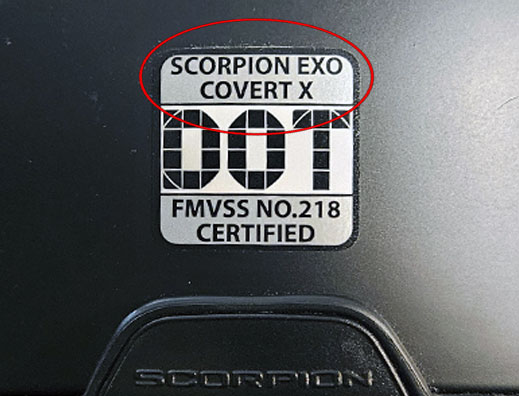 SCORPION EXO
COVERT X
DOT
FMVSS NO.218
CERTIFIED
SCORPION